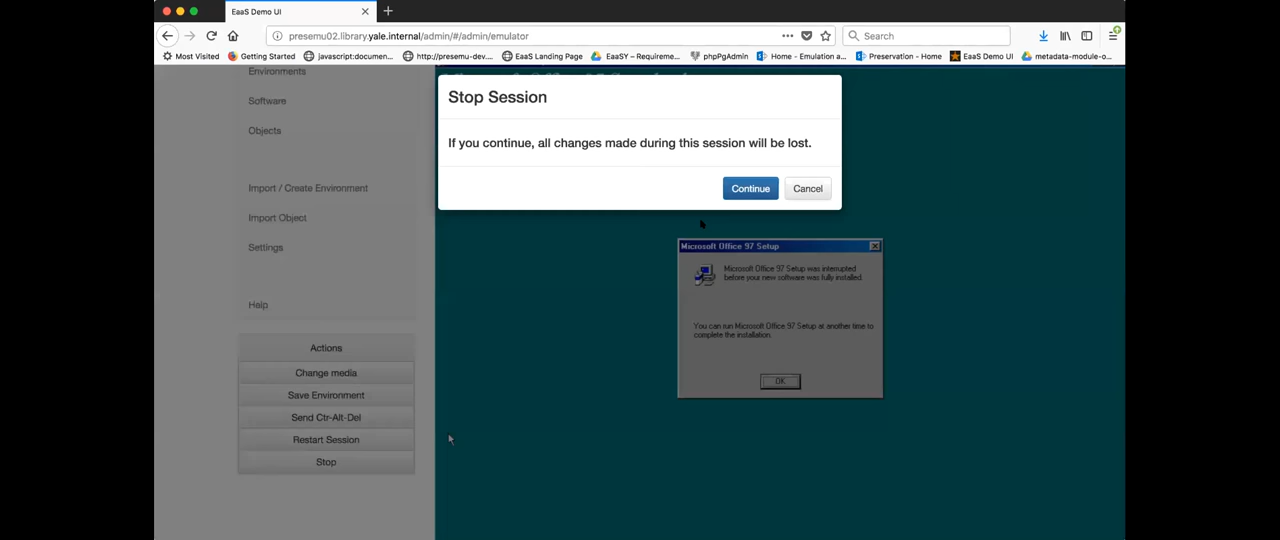 EaaS Demo UI
presemu02.library.yale.internal/admin/#/admin/emulator
Search
Most Visited
Getting Started
javascript:documen...
http://presemu-dev....
EaaS Landing Page
EaaSY – Requireme...
phpPgAdmin
Home - Emulation a...
Preservation - Home
EaaS Demo UI
metadata-module-o...
Environments
Software
Objects
Import / Create Environment
Import Object
Settings
Help
Actions
Change media
Save Environment
Send Ctr-Alt-Del
Restart Session
Stop
Stop Session
If you continue, all changes made during this session will be lost.
Continue
Cancel
Microsoft Office 97 Setup
Microsoft Office 97 Setup was interrupted
before your new software was fully installed.
You can run Microsoft Office 97 Setup at another time to
complete the installation.
OK